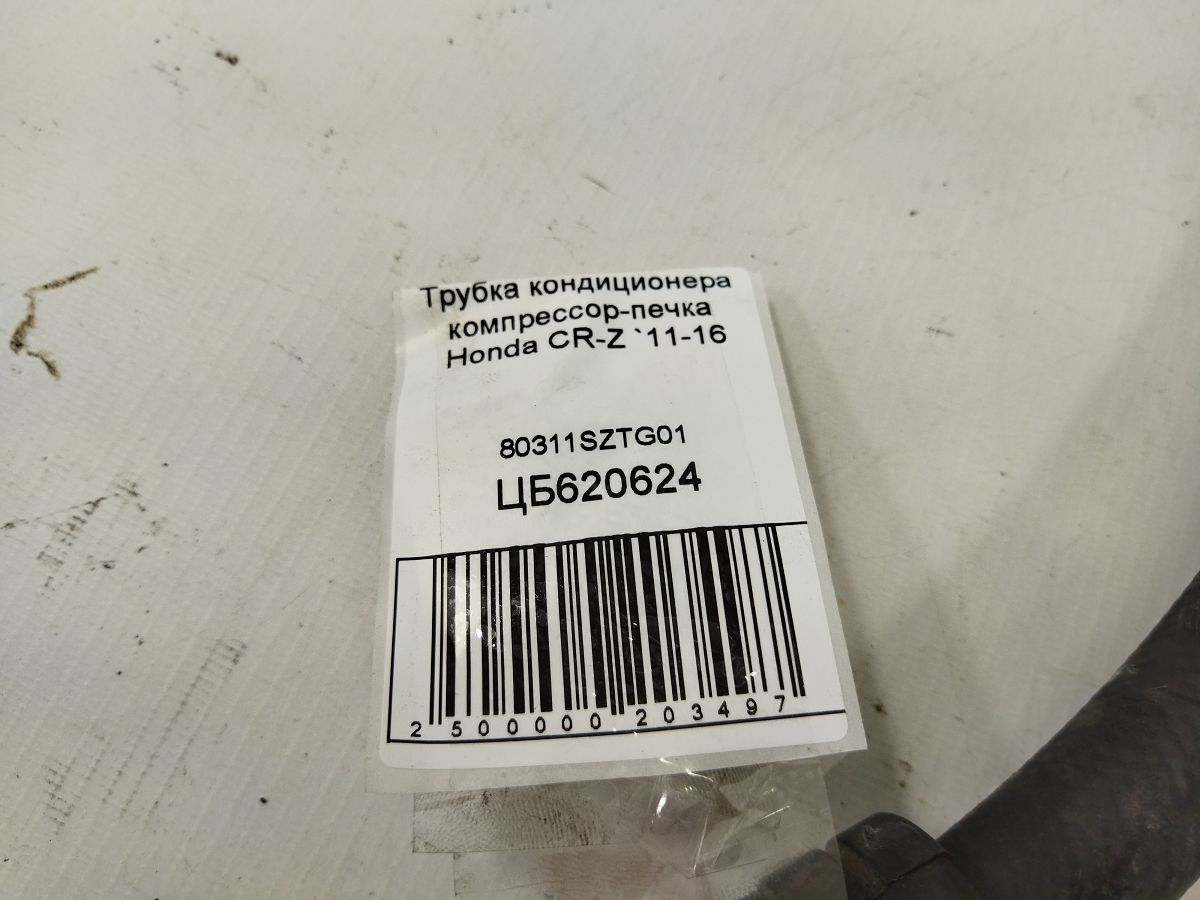 Трубка кондиционера
компрессор-печка
Honda CR-Z `11-16
80311SZTG01
ЦБ620624
2 500000 203497